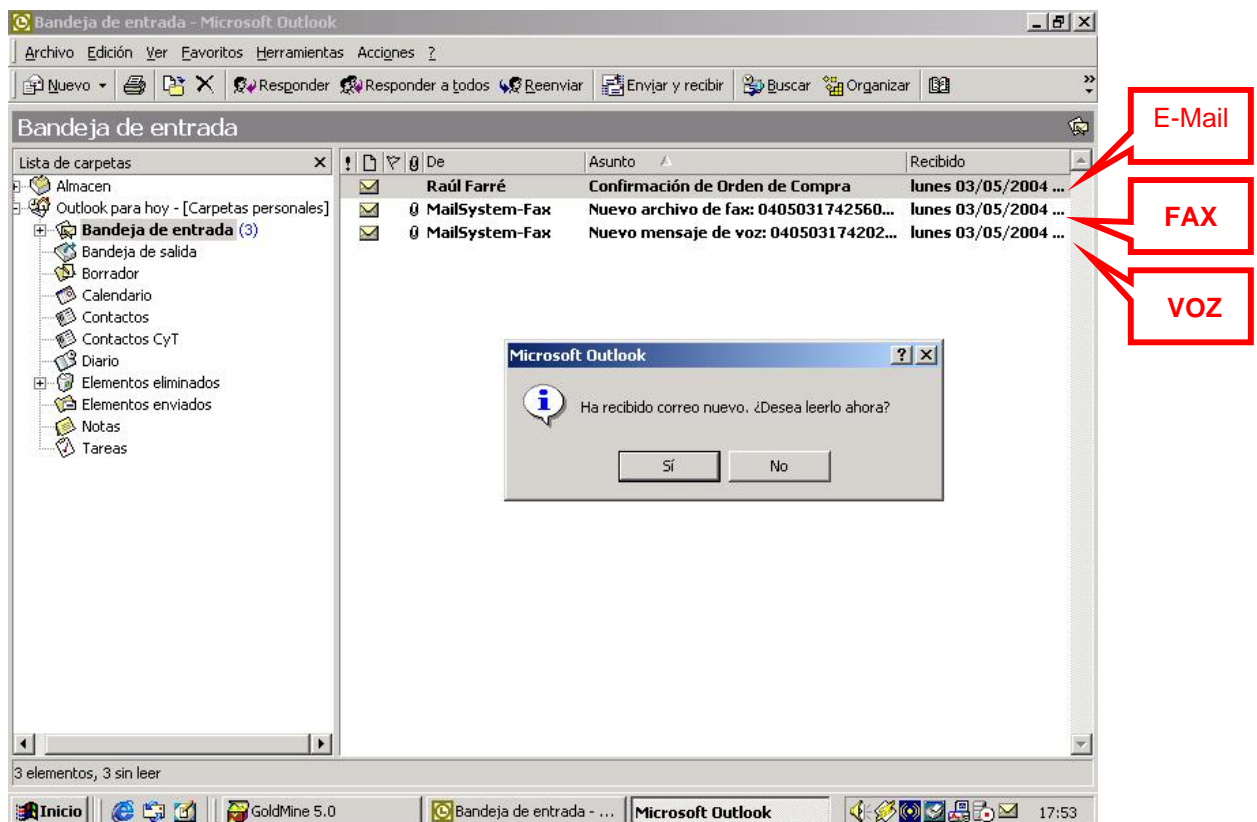 Bandeja de entrada - Microsoft Outlook
Archivo Edición Ver Favoritos Herramientas Acciones ?
Nuevo Responder Responder a todos Reenviar Enviar y recibir Buscar Organizar
Bandeja de entrada
E-Mail
Lista de carpetas
! De Asunto Recibido
Almacen
Raúl Farré Confirmación de Orden de Compra lunes 03/05/2004 ...
Outlook para hoy - [Carpetas personales]
MailSystem-Fax Nuevo archivo de fax: 0405031742560... lunes 03/05/2004 ...
FAX
Bandeja de entrada (3)
MailSystem-Fax Nuevo mensaje de voz: 040503174202... lunes 03/05/2004 ...
Bandeja de salida
Borrador
Calendario
VOZ
Contactos
Contactos CyT
Diario
Elementos eliminados
Elementos enviados
Notas
Tareas
Microsoft Outlook
Ha recibido correo nuevo. ¿Desea leerlo ahora?
Sí No
3 elementos, 3 sin leer
Inicio GoldMine 5.0 Bandeja de entrada - ... Microsoft Outlook 17:53